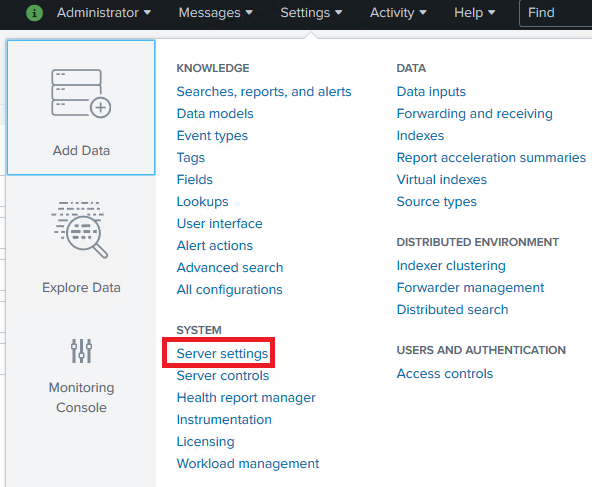 i Administrator Messages Settings Activity Help Find
Add Data
Explore Data
Monitoring
Console
KNOWLEDGE
Searches, reports, and alerts
Data models
Event types
Tags
Fields
Lookups
User interface
Alert actions
Advanced search
All configurations
SYSTEM
Server settings
Server controls
Health report manager
Instrumentation
Licensing
Workload management
DATA
Data inputs
Forwarding and receiving
Indexes
Report acceleration summaries
Virtual indexes
Source types
DISTRIBUTED ENVIRONMENT
Indexer clustering
Forwarder management
Distributed search
USERS AND AUTHENTICATION
Access controls